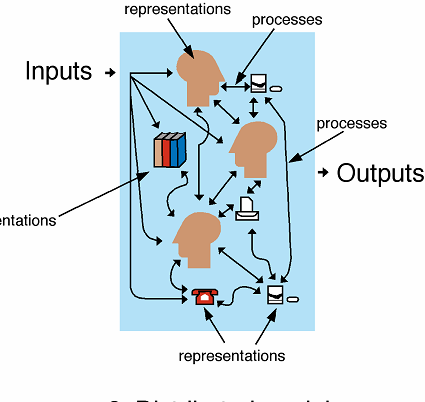 representations
processes
Inputs
processes
Outputs
entations
representations